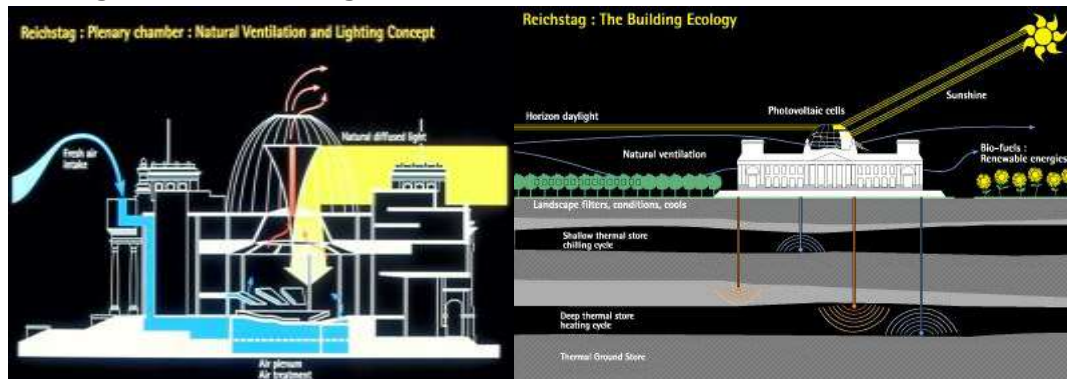 Reichstag : Plenary chamber : Natural Ventilation and Lighting Concept
Natural diffused light
Fresh air
intake
Air plenum
Air treatment
Reichstag : The Building Ecology
Photovoltaic cells
Sunshine
Horizon daylight
Natural ventilation
Bio-fuels :
Renewable energies
Landscape filters, conditions, cools
Shallow thermal store
chilling cycle
Deep thermal store
heating cycle
Thermal Ground Store